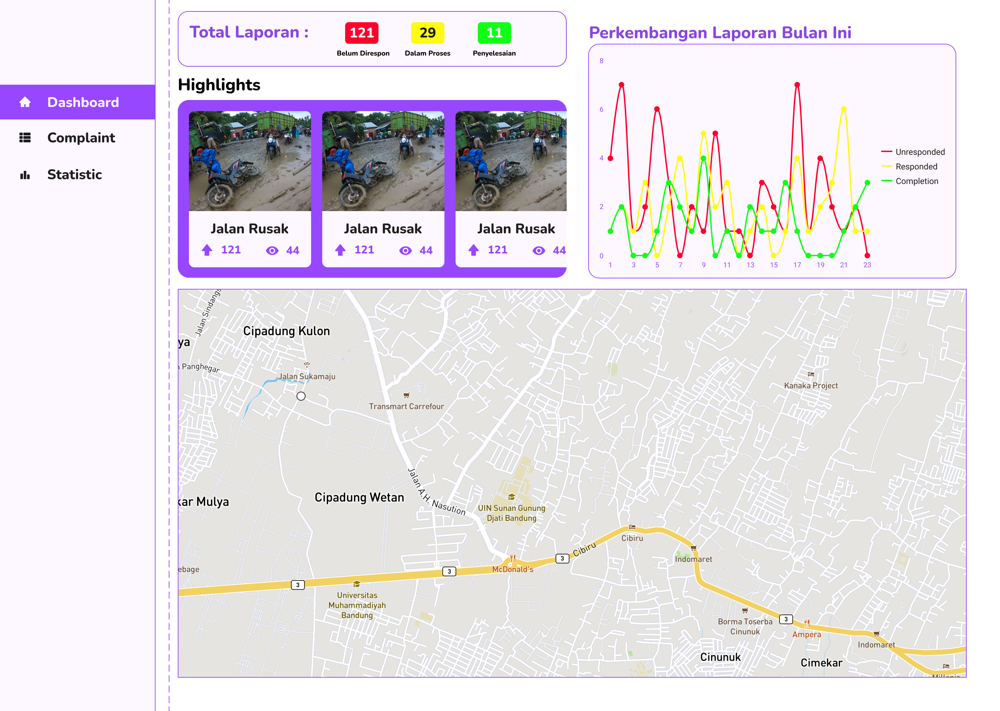 Dashboard
Complaint
Statistic
Total Laporan :
121
29
11
Belum Direspon
Dalam Proses
Penyelesaian
Highlights
Jalan Rusak
121
44
Jalan Rusak
121
44
Jalan Rusak
121
44
Perkembangan Laporan Bulan Ini
8
6
4
2
0
1
3
5
7
9
11
13
15
17
19
21
23
Unresponded
Responded
Completion
Jalan Sindangs
Cipadung Kulon
ya
Panghegar
Jalan Sukamaju
Kanaka Project
Transmart Carrefour
Jalan A.H. Nasution
Cipadung Wetan
kar Mulya
UIN Sunan Gunung
Djati Bandung
Cibiru
Cibiru
Indomaret
ebage
McDonald's
3
3
3
Universitas
Muhammadiyah
Bandung
Borma Toserba
Cinunuk
3
Ampera
Indomaret
Cinunuk
Cimekar